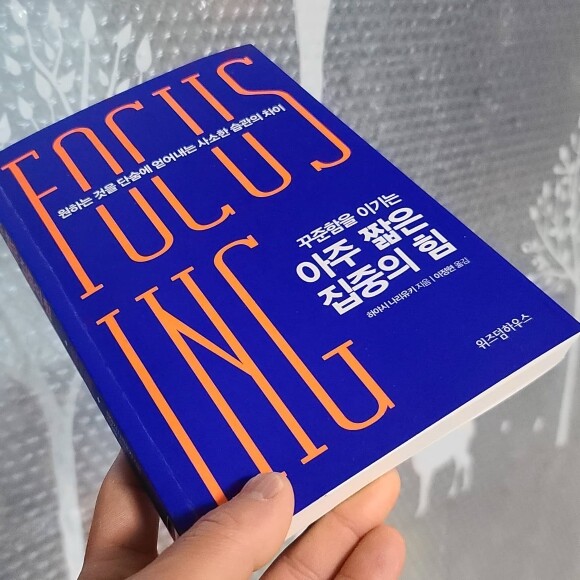 FOCUS
원하는 것을 단숨에 얻어내는 사소한 습관의 차이
ING
꾸준함을 이기는
아주 짧은
집중의 힘
하야시 나리유키 지음 | 이정현 옮김
위즈덤하우스